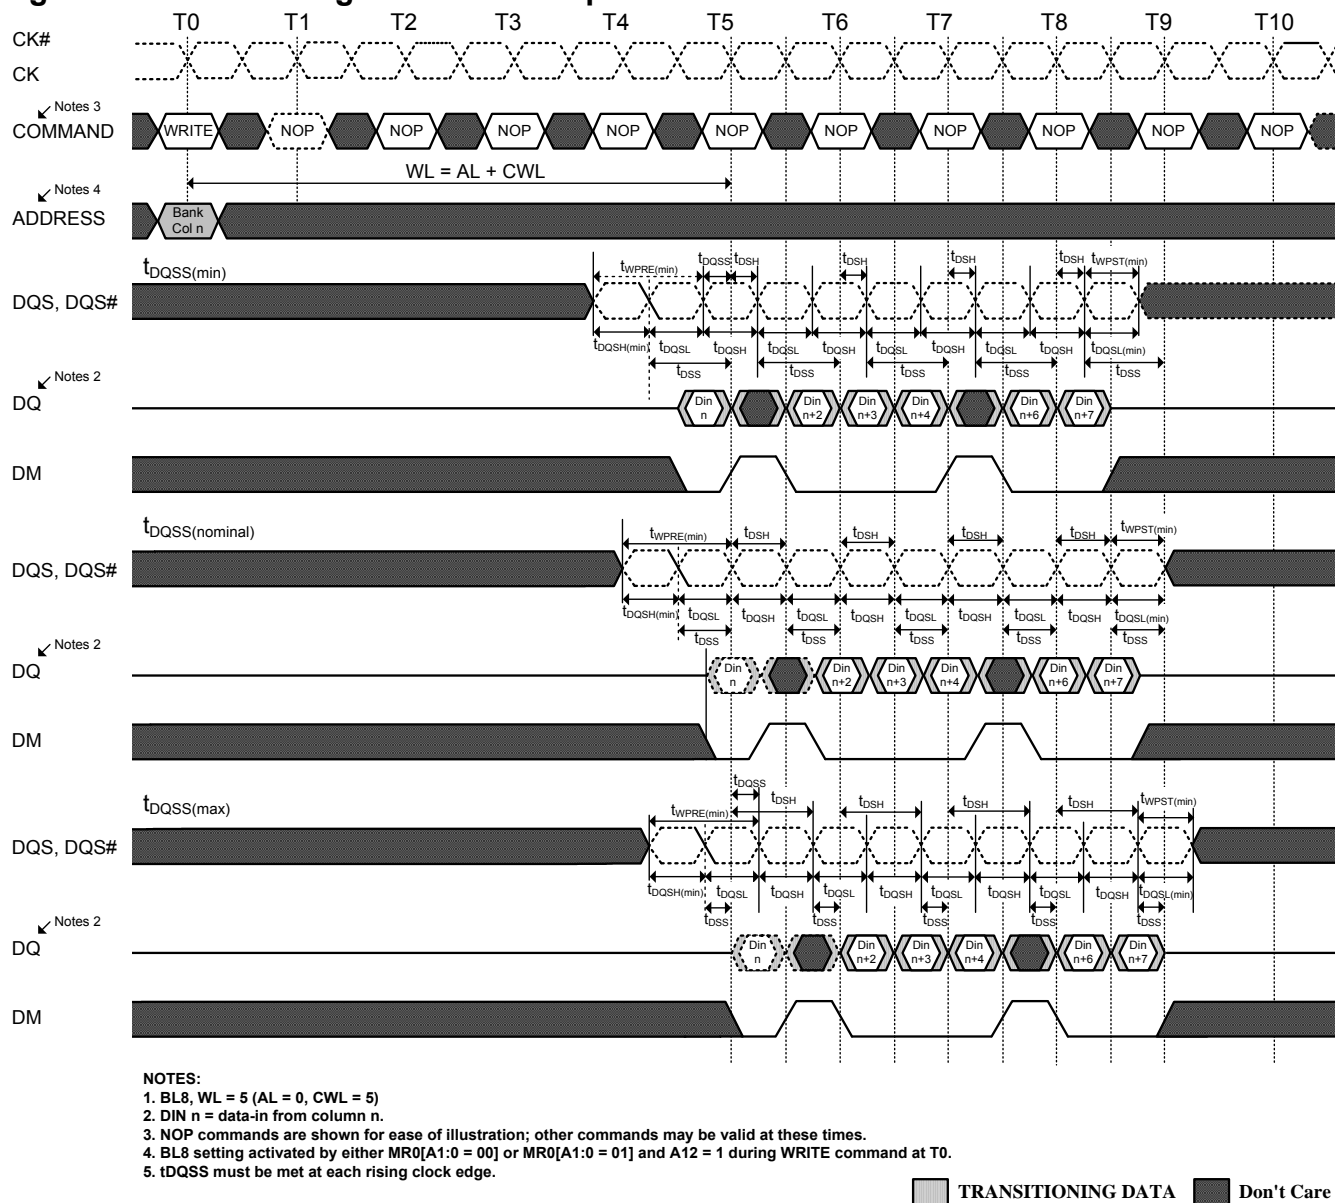 T0 T1 T2 T3 T4 T5 T6 T7 T8 T9 T10
CK#
CK
Notes 3
COMMAND WRITE NOP NOP NOP NOP NOP NOP NOP NOP NOP NOP
WL = AL + CWL
Notes 4
ADDRESS Bank Col n
tDQSS(min)
tWPRE(min) tDQSS tDSH tDSH tDSH tDSH tWPST(min)
DQS, DQS#
tDQSH(min) tDQSL tDQSH tDQSL tDQSH tDQSL tDQSH tDQSL tDQSH tDQSL(min)
tDSS tDSS tDSS tDSS tDSS
Notes 2
DQ Din n Din n+2 Din n+3 Din n+4 Din n+6 Din n+7
DM
tDQSS(nominal)
tWPRE(min) tDSH tDSH tDSH tDSH tWPST(min)
DQS, DQS#
tDQSH(min) tDQSL tDQSH tDQSL tDQSH tDQSL tDQSH tDQSL tDQSH tDQSL(min)
tDSS tDSS tDSS tDSS tDSS
Notes 2
DQ Din n Din n+2 Din n+3 Din n+4 Din n+6 Din n+7
DM
tDQSS
tDQSS(max)
tWPRE(min) tDSH tDSH tDSH tDSH tWPST(min)
DQS, DQS#
tDQSH(min) tDQSL tDQSH tDQSL tDQSH tDQSL tDQSH tDQSL tDQSH tDQSL(min)
tDSS tDSS tDSS tDSS tDSS
Notes 2
DQ Din n Din n+2 Din n+3 Din n+4 Din n+6 Din n+7
DM
NOTES:
1. BL8, WL = 5 (AL = 0, CWL = 5)
2. DIN n = data-in from column n.
3. NOP commands are shown for ease of illustration; other commands may be valid at these times.
4. BL8 setting activated by either MR0[A1:0 = 00] or MR0[A1:0 = 01] and A12 = 1 during WRITE command at T0.
5. tDQSS must be met at each rising clock edge.
TRANSITIONING DATA Don't Care